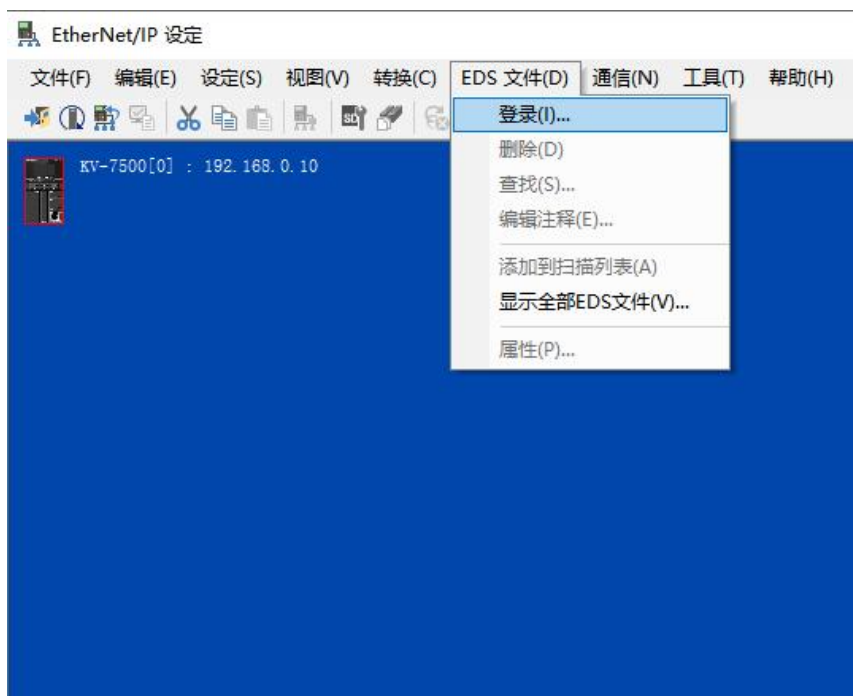 EtherNet/IP 设定
文件(F) 编辑(E) 设定(S) 视图(V) 转换(C) EDS 文件(D) 通信(N) 工具(T) 帮助(H)
SD
登录(I)...
KV-7500[0] : 192.168.0.10
删除(D)
查找(S)...
编辑注释(E)...
添加到扫描列表(A)
显示全部EDS文件(V)...
属性(P)...